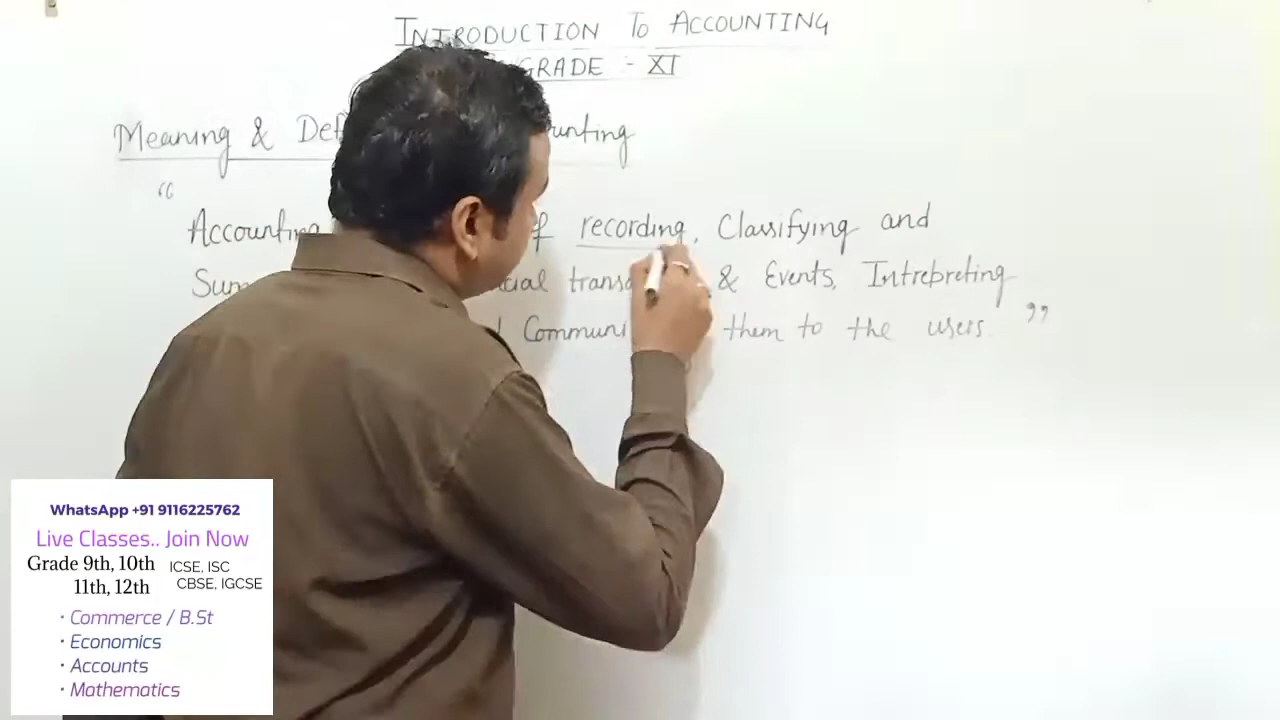 INTRODUCTION TO ACCOUNTING
GRADE :- XI
Meaning & Def unting
“ Accounting f recording, Classifying and
Sum cial transa & Events, Intrebreting
Communi them to the users. ”
WhatsApp +91 9116225762
Live Classes.. Join Now
Grade 9th, 10th ICSE, ISC
11th, 12th CBSE, IGCSE
· Commerce / B.St
· Economics
· Accounts
· Mathematics